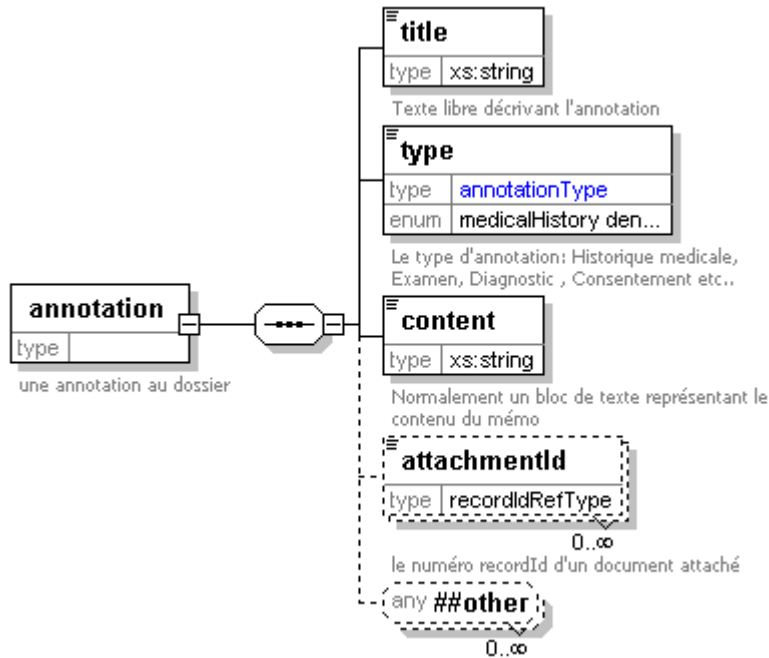 title
type xs:string
Texte libre décrivant l'annotation
type
type annotationType
enum medicalHistory den...
Le type d'annotation: Historique medicale,
Examen, Diagnostic , Consentement etc..
annotation
type
une annotation au dossier
content
type xs:string
Normalement un bloc de texte représentant le
contenu du mémo
attachmentId
type recordIdRefType
0..∞
le numéro recordId d'un document attaché
any ##other
0..∞